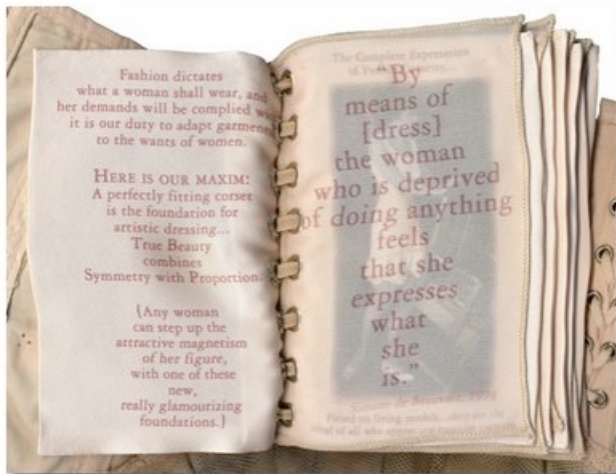 Fashion dictates
what a woman shall wear, and
her demands will be complied
it is our duty to adapt
to the wants of women.
HERE IS OUR MAXIM:
A perfectly fitting corset
is the foundation for
artistic dressing...
True Beauty
combines
Symmetry with Proportion.
{Any woman
can step up the
attractive magnetism
of her figure,
with one of these
new,
really glamourizing
foundations.}
The Complete Expression
of
“By
means of
[dress]
the woman
who is deprived
of doing anything
feels
that she
expresses
what
she
is.”
Simone de Beauvoir,